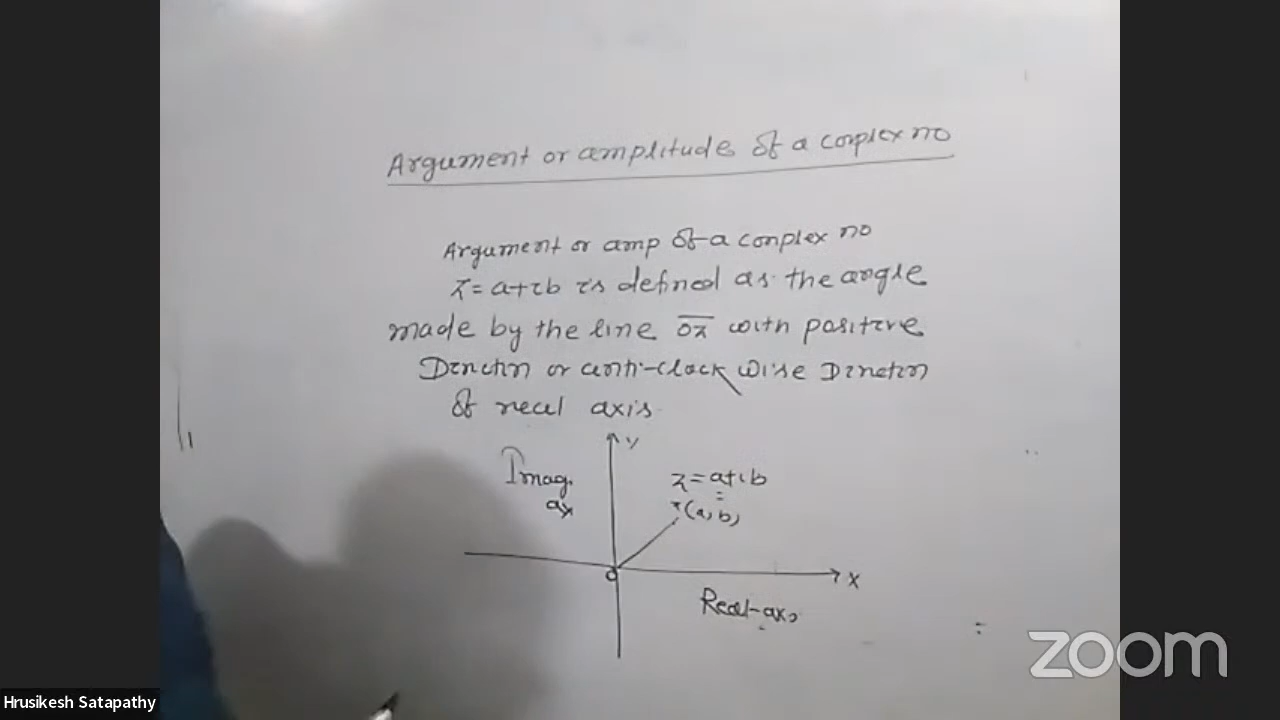 Argument or amplitude of a complex no
Argument or amp of a complex no
z = a+ib is defined as the angle
made by the line oz with positive
Direction or anti-clock wise Direction
of real axis.
Y
Imag. z = a+ib
ax z(a,b)
O X
Real-axis
zoom
Hrusikesh Satapathy